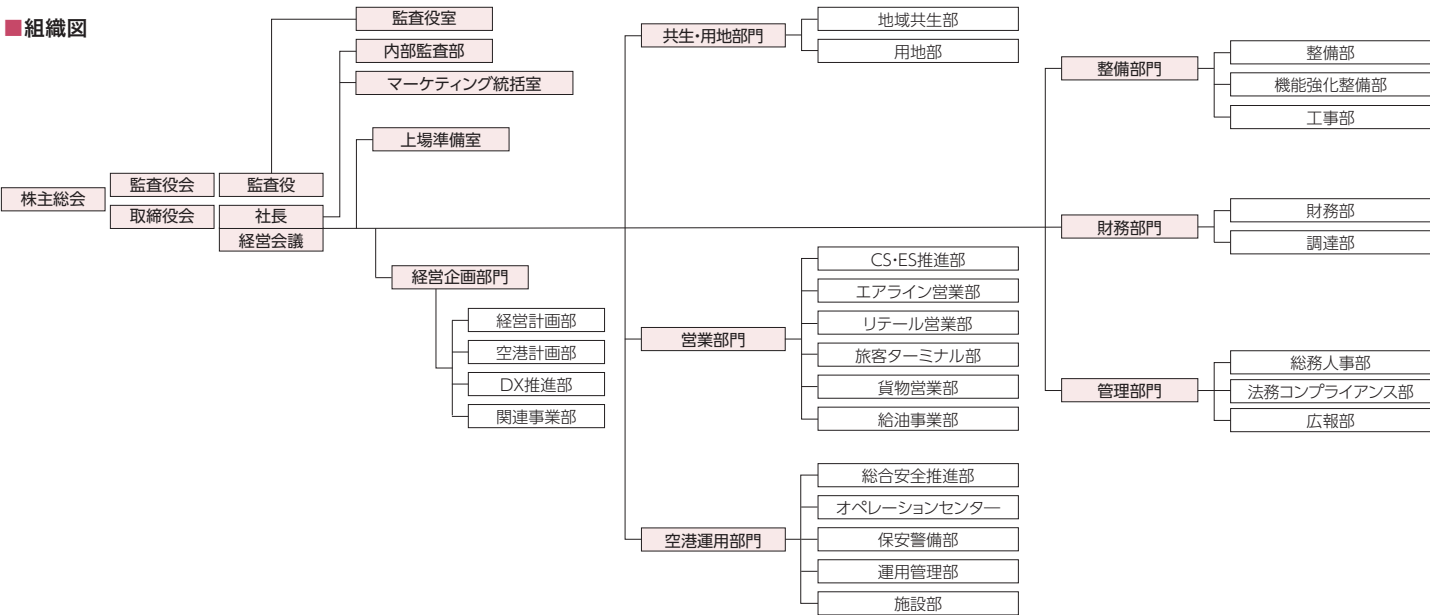 ■組織図
監査役室
内部監査部
マーケティング統括室
上場準備室
株主総会
監査役会
監査役
取締役会
社長
経営会議
経営企画部門
経営計画部
空港計画部
DX推進部
関連事業部
共生・用地部門
地域共生部
用地部
営業部門
CS・ES推進部
エアライン営業部
リテール営業部
旅客ターミナル部
貨物営業部
給油事業部
空港運用部門
総合安全推進部
オペレーションセンター
保安警備部
運用管理部
施設部
整備部門
整備部
機能強化整備部
工事部
財務部門
財務部
調達部
管理部門
総務人事部
法務コンプライアンス部
広報部